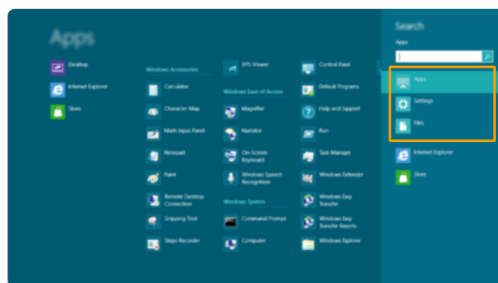 Apps
Desktop
Internet Explorer
Store
Windows Accessories
Calculator
Character Map
Math Input Panel
Notepad
Paint
Remote Desktop
Connection
Snipping Tool
Steps Recorder
XPS Viewer
Windows Ease of Access
Magnifier
Narrator
On-Screen
Keyboard
Windows Speech
Recognition
Windows System
Command Prompt
Computer
Control Panel
Default Programs
Help and Support
Run
Task Manager
Windows Defender
Windows Easy
Transfer
Windows Easy
Transfer Reports
Windows Explorer
Search
Apps
Apps
Settings
Files
Internet Explorer
Store